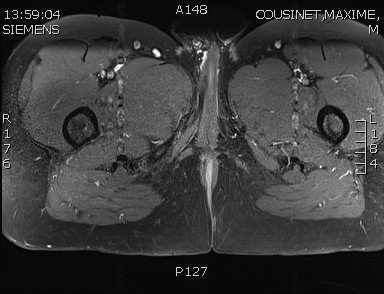 A148
13:59:04
COUSINET,MAXIME,
SIEMENS
M
R
1
7
6
L
1
8
4
P127